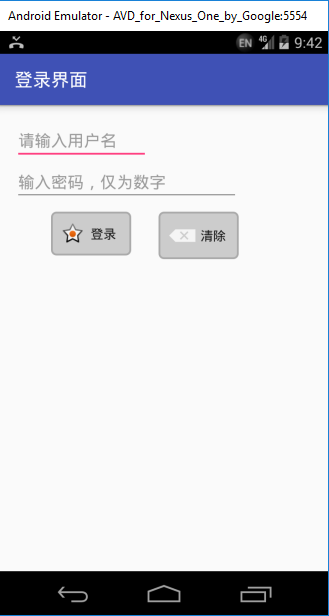 Android Emulator - AVD_for_Nexus_One_by_Google:5554
EN 4G 9:42
登录界面
请输入用户名
输入密码，仅为数字
登录 清除